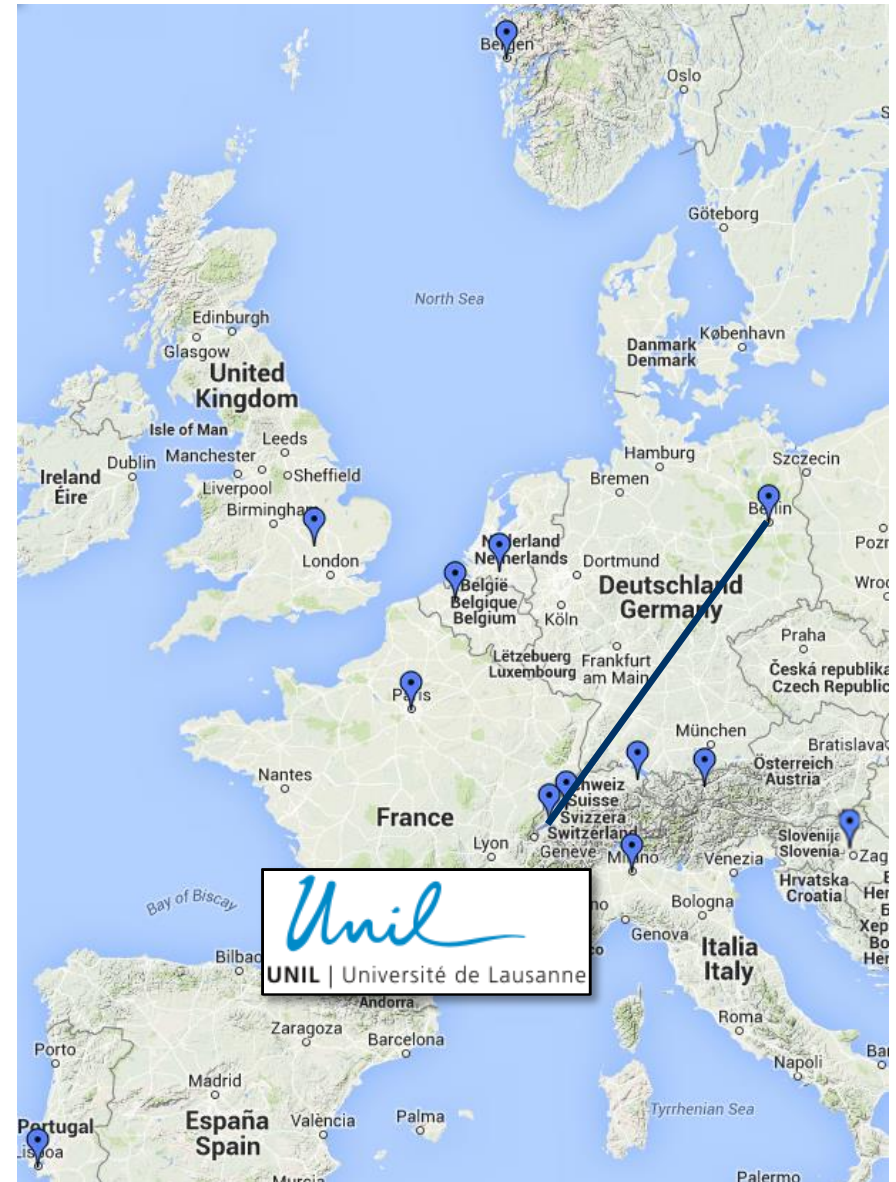 Bergen
Oslo
Göteborg
North Sea
Edinburgh
Glasgow
København
Danmark
Denmark
United
Kingdom
Isle of Man
Leeds
Hamburg
Dublin
Manchester
Szczecin
Ireland
Éire
Liverpool
Sheffield
Bremen
Birmingham
Berlin
Nederland
Netherlands
London
Dortmund
België
Belgique
Belgium
Deutschland
Germany
Köln
Praha
Lëtzebuerg
Luxembourg
Frankfurt
am Main
Česká republika
Czech Republic
Paris
München
Bratislava
Österreich
Austria
Nantes
Schweiz
Suisse
Svizzera
Switzerland
France
Lyon
Genève
Milano
Venezia
Slovenija
Slovenia
Zag
Hrvatska
Croatia
Her
Bay of Biscay
Unil
UNIL | Université de Lausanne
Bologna
Genova
Italia
Italy
Bilbao
Andorra
Zaragoza
Barcelona
Roma
Porto
Napoli
Madrid
España
Spain
València
Palma
Tyrrhenian Sea
Portugal
Lisboa
Murcia
Palermo